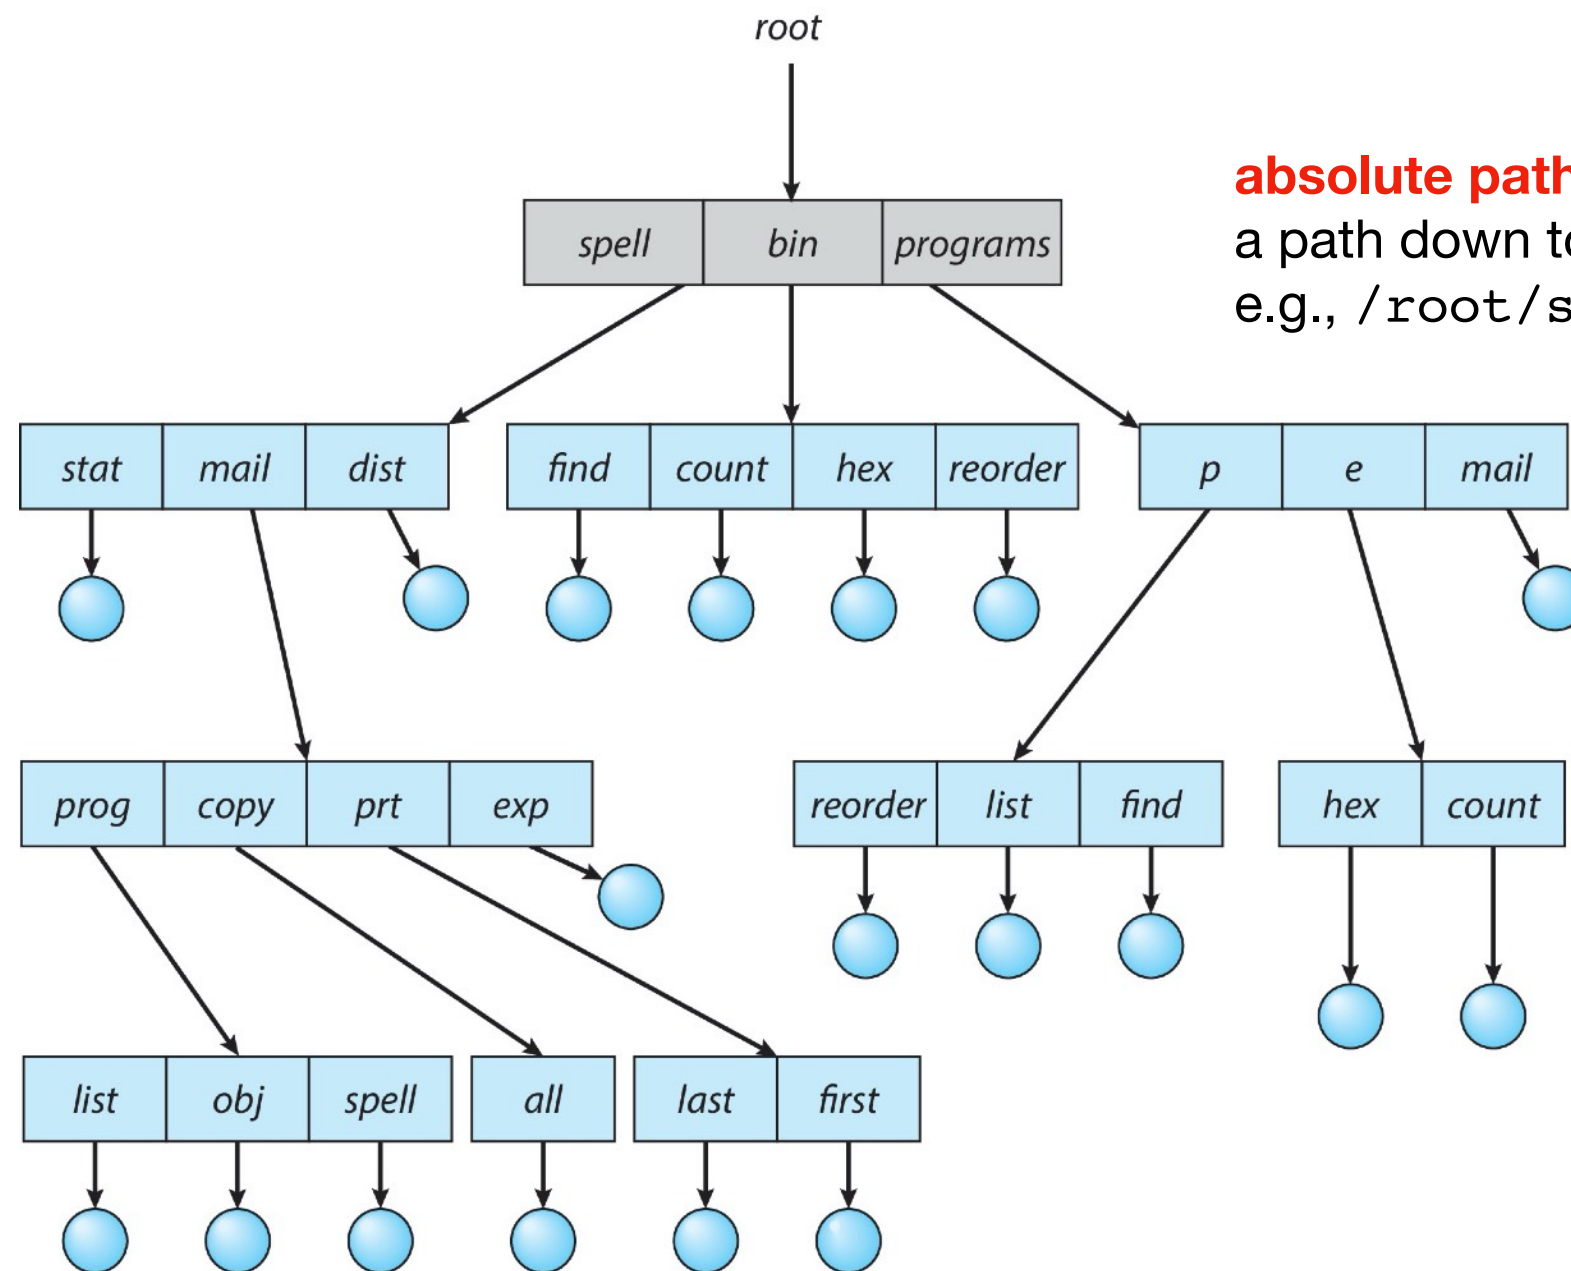 root
absolute path
a path down to
e.g., /root/s
spell bin programs
stat mail dist find count hex reorder p e mail
prog copy prt exp reorder list find hex count
list obj spell all last first